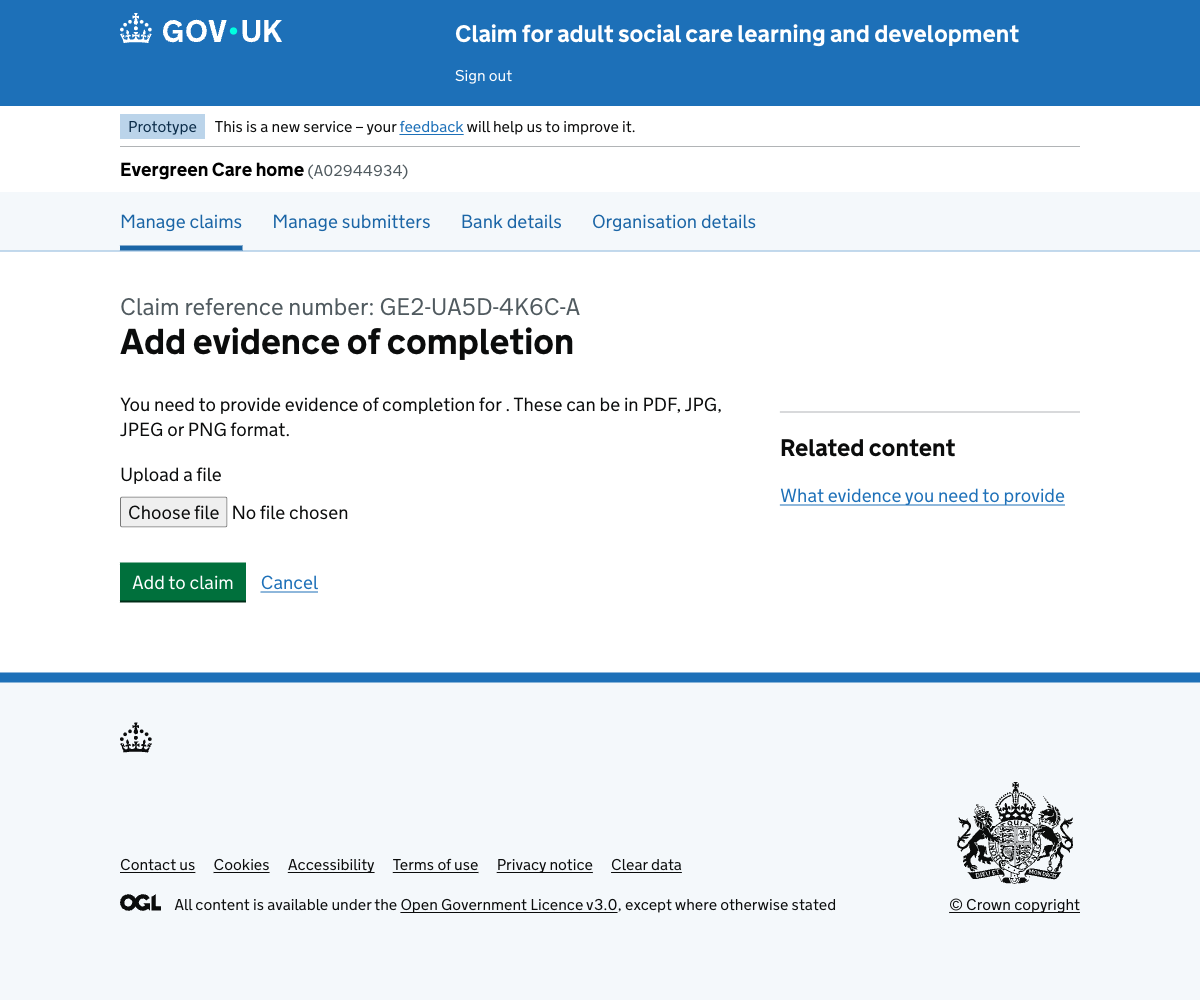 GOV·UK
Claim for adult social care learning and development
Sign out
Prototype This is a new service – your feedback will help us to improve it.
Evergreen Care home (A02944934)
Manage claims Manage submitters Bank details Organisation details
Claim reference number: GE2-UA5D-4K6C-A
Add evidence of completion
You need to provide evidence of completion for . These can be in PDF, JPG,
JPEG or PNG format.
Upload a file
Choose file No file chosen
Add to claim Cancel
Related content
What evidence you need to provide
Contact us Cookies Accessibility Terms of use Privacy notice Clear data
OGL All content is available under the Open Government Licence v3.0, except where otherwise stated
© Crown copyright